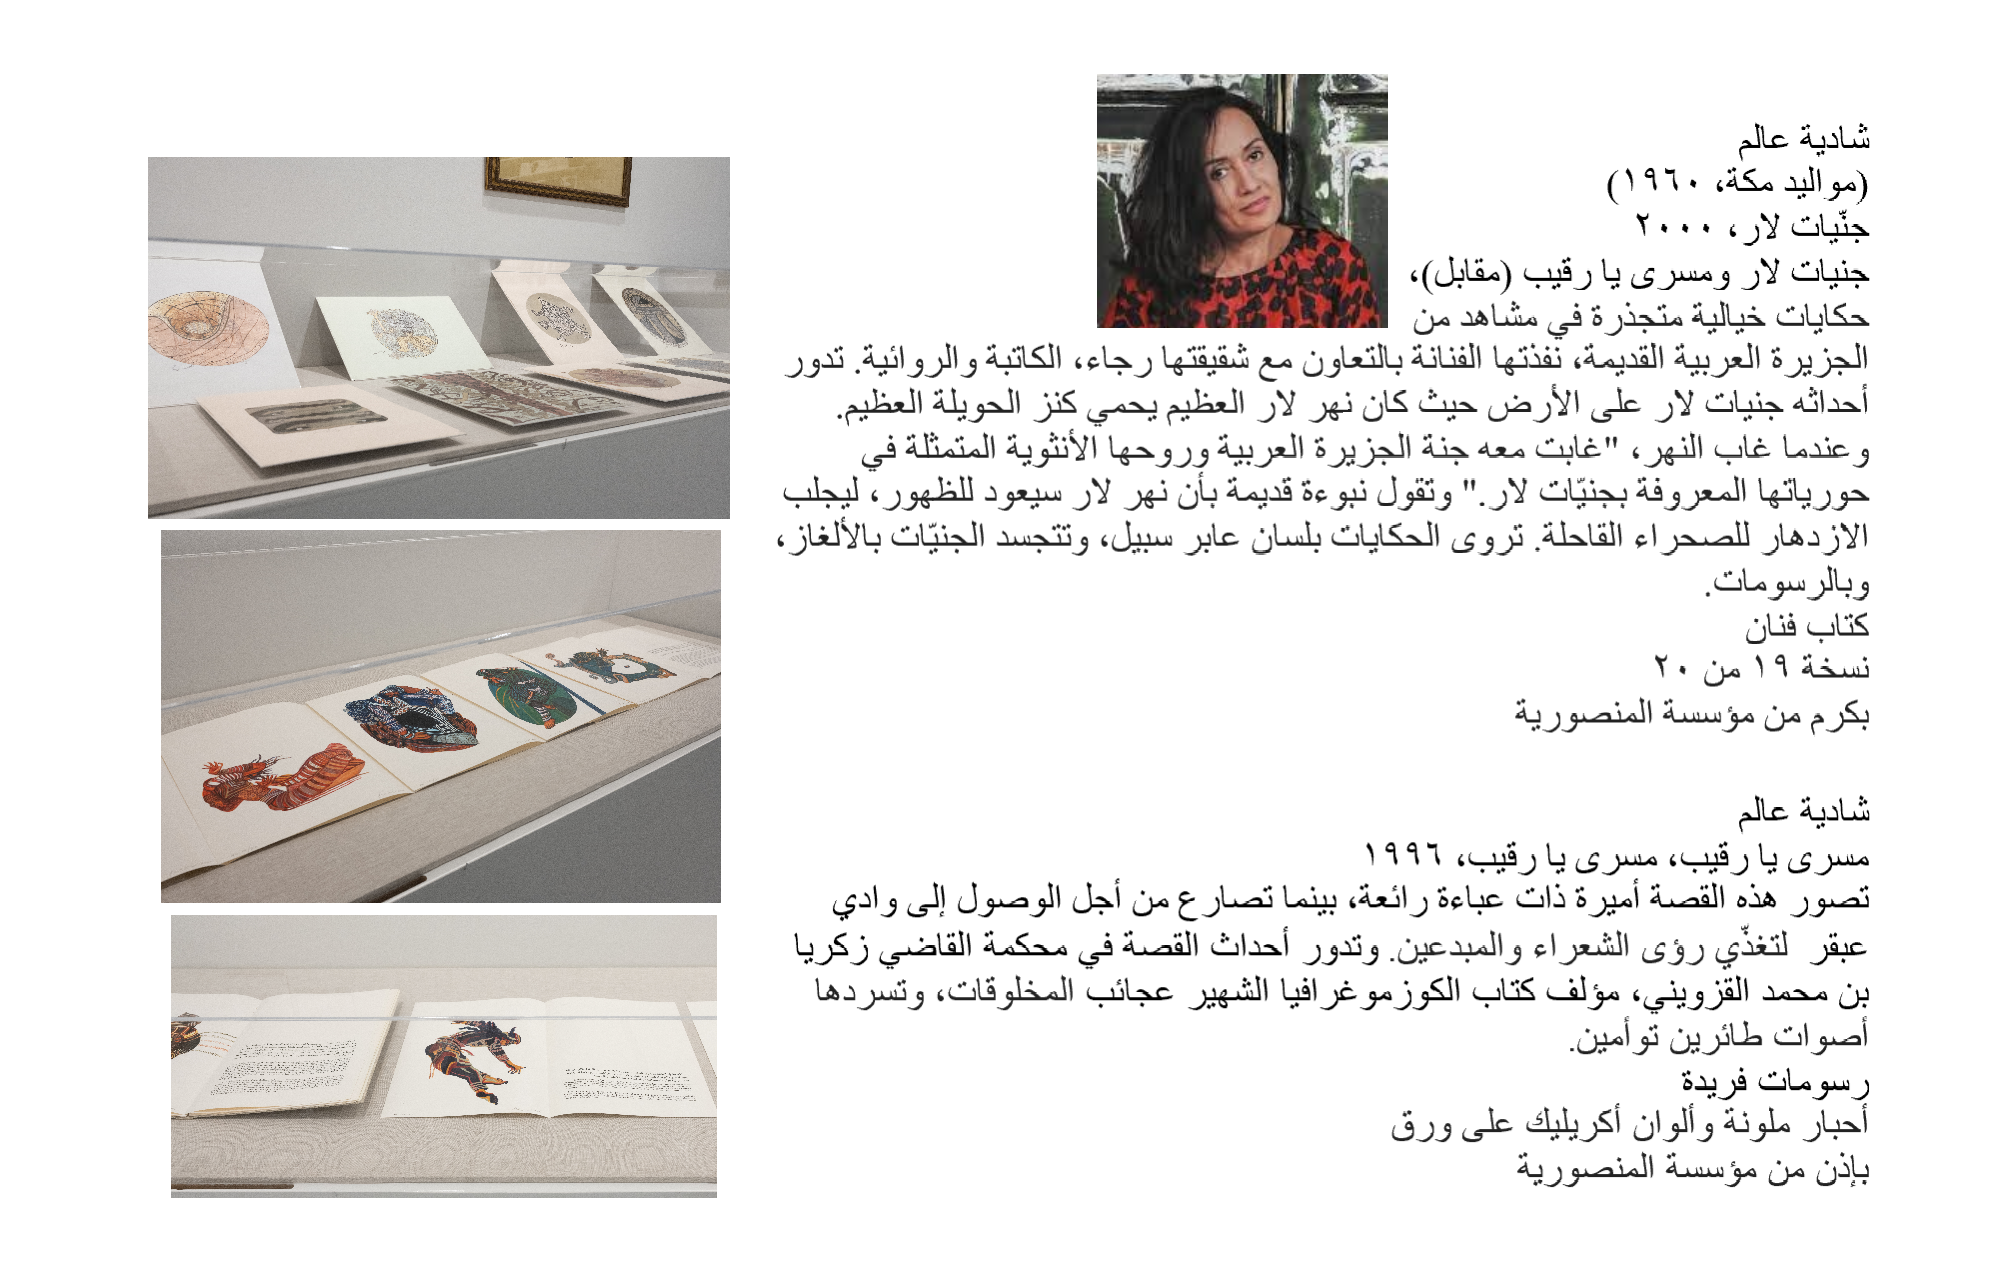 شادية عالم
(مواليد مكة، ١٩٦٠)
جنّيات لار، ٢٠٠٠
جنيات لار ومسرى يا رقيب (مقابل)،
حكايات خيالية متجذرة في مشاهد من
الجزيرة العربية القديمة، نفذتها الفنانة بالتعاون مع شقيقتها رجاء، الكاتبة والروائية. تدور
أحداثه جنيات لار على الأرض حيث كان نهر لار العظيم يحمي كنز الحويلة العظيم.
وعندما غاب النهر، "غابت معه جنة الجزيرة العربية وروحها الأنثوية المتمثلة في
حورياتها المعروفة بجنيّات لار." وتقول نبوءة قديمة بأن نهر لار سيعود للظهور، ليجلب
الازدهار للصحراء القاحلة. تروى الحكايات بلسان عابر سبيل، وتتجسد الجنيّات بالألغاز،
وبالرسومات.
كتاب فنان
نسخة ١٩ من ٢٠
بكرم من مؤسسة المنصورية
شادية عالم
مسرى يا رقيب، مسرى يا رقيب، ١٩٩٦
تصور هذه القصة أميرة ذات عباءة رائعة، بينما تصارع من أجل الوصول إلى وادي
عبقر لتغذّي رؤى الشعراء والمبدعين. وتدور أحداث القصة في محكمة القاضي زكريا
بن محمد القزويني، مؤلف كتاب الكوزموغرافيا الشهير عجائب المخلوقات، وتسردها
أصوات طائرين توأمين.
رسومات فريدة
أحبار ملونة وألوان أكريليك على ورق
بإذن من مؤسسة المنصورية